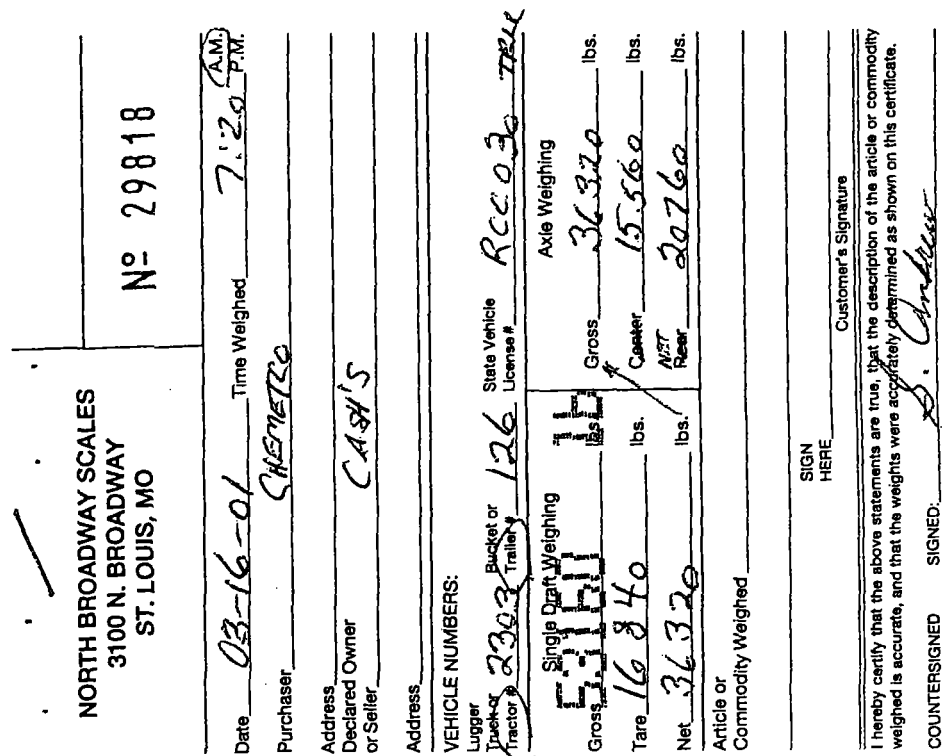 NORTH BROADWAY SCALES
3100 N. BROADWAY
ST. LOUIS, MO
Nº 29818
Date 03-16-01 Time Weighed 7:20 A.M.
P.M.
Purchaser CHEMETCO
Address
Declared Owner
or Seller CASH'S
Address
VEHICLE NUMBERS:
Lugger
Truck or Tractor # 2303 Bucket or Trailer # 126 State Vehicle License # RCC 030
Single Draft Weighing Axle Weighing
Gross lbs. Gross 36320 lbs.
Tare 16840 lbs. Center 15560 lbs.
Net 36320 lbs. NET Rear 20760 lbs.
Article or
Commodity Weighed
SIGN
HERE
Customer's Signature
I hereby certify that the above statements are true, that the description of the article or commodity
weighed is accurate, and that the weights were accurately determined as shown on this certificate.
COUNTERSIGNED SIGNED: